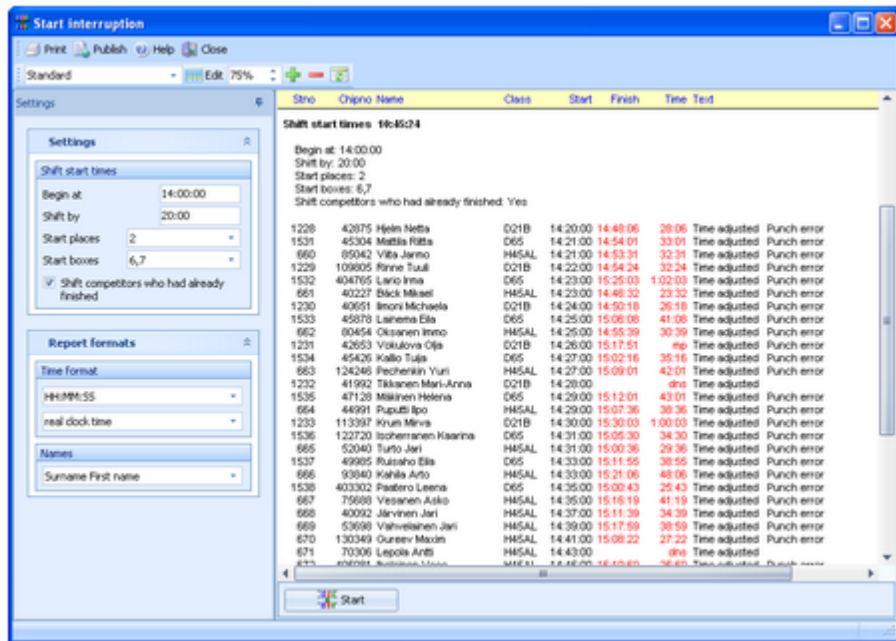 Start interruption
Print Publish Help Close
Standard Edit 75%
Settings
Settings
Shift start times
Begin at 14:00:00
Shift by 20:00
Start places 2
Start boxes 6,7
Shift competitors who had already
finished
Report formats
Time format
HH:MM:SS
real clock time
Names
Surname First name
Stno Chipno Name Class Start Finish Time Text
Shift start times 14:45:24
Begin at: 14:00:00
Shift by: 20:00
Start places: 2
Start boxes: 6,7
Shift competitors who had already finished: Yes
1228 42875 Hjelm Netta D21B 14:20:00 14:48:06 28:06 Time adjusted Punch error
1531 45304 Mattila Riitta D65 14:21:00 14:54:01 33:01 Time adjusted Punch error
660 85042 Viita Jarmo H45AL 14:21:00 14:53:31 32:31 Time adjusted Punch error
1229 109805 Rinne Tuuli D21B 14:22:00 14:54:24 32:24 Time adjusted Punch error
1532 404765 Lario Irma D65 14:23:00 15:25:03 1:02:03 Time adjusted Punch error
661 40227 Bäck Mikael H45AL 14:23:00 14:46:32 23:32 Time adjusted Punch error
1230 40651 Ilmoni Michaela D21B 14:24:00 14:50:18 26:18 Time adjusted Punch error
1533 45878 Lainema Eila D65 14:25:00 15:06:08 41:08 Time adjusted Punch error
662 80454 Oksanen Immo H45AL 14:25:00 14:55:39 30:39 Time adjusted Punch error
1231 42653 Vokulova Olja D21B 14:26:00 15:17:51 mp Time adjusted Punch error
1534 45426 Kallio Tuija D65 14:27:00 15:02:16 35:16 Time adjusted Punch error
663 124246 Pechenkin Yuri H45AL 14:27:00 15:09:01 42:01 Time adjusted Punch error
1232 41992 Tikkanen Mari-Anna D21B 14:28:00 dns Time adjusted
1535 47128 Mäkinen Helena D65 14:29:00 15:12:01 43:01 Time adjusted Punch error
664 44991 Puputti Ilpo H45AL 14:29:00 15:07:36 38:36 Time adjusted Punch error
1233 113397 Krum Mirva D21B 14:30:00 15:30:03 1:00:03 Time adjusted Punch error
1536 122720 Isoherranen Kaarina D65 14:31:00 15:05:30 34:30 Time adjusted Punch error
665 52040 Turto Jari H45AL 14:31:00 15:00:36 29:36 Time adjusted Punch error
1537 49985 Ruisaho Ella D65 14:33:00 15:11:55 38:55 Time adjusted Punch error
666 93840 Kahila Arto H45AL 14:33:00 15:21:06 48:06 Time adjusted Punch error
1538 403302 Paatero Leena D65 14:35:00 15:00:43 25:43 Time adjusted Punch error
667 75688 Vesanen Asko H45AL 14:35:00 15:16:19 41:19 Time adjusted Punch error
668 40092 Järvinen Jari H45AL 14:37:00 15:11:39 34:39 Time adjusted Punch error
669 53698 Vahvelainen Jari H45AL 14:39:00 15:17:59 38:59 Time adjusted Punch error
670 130349 Gureev Maxim H45AL 14:41:00 15:08:22 27:22 Time adjusted Punch error
671 70306 Lepola Antti H45AL 14:43:00 dns Time adjusted
Start